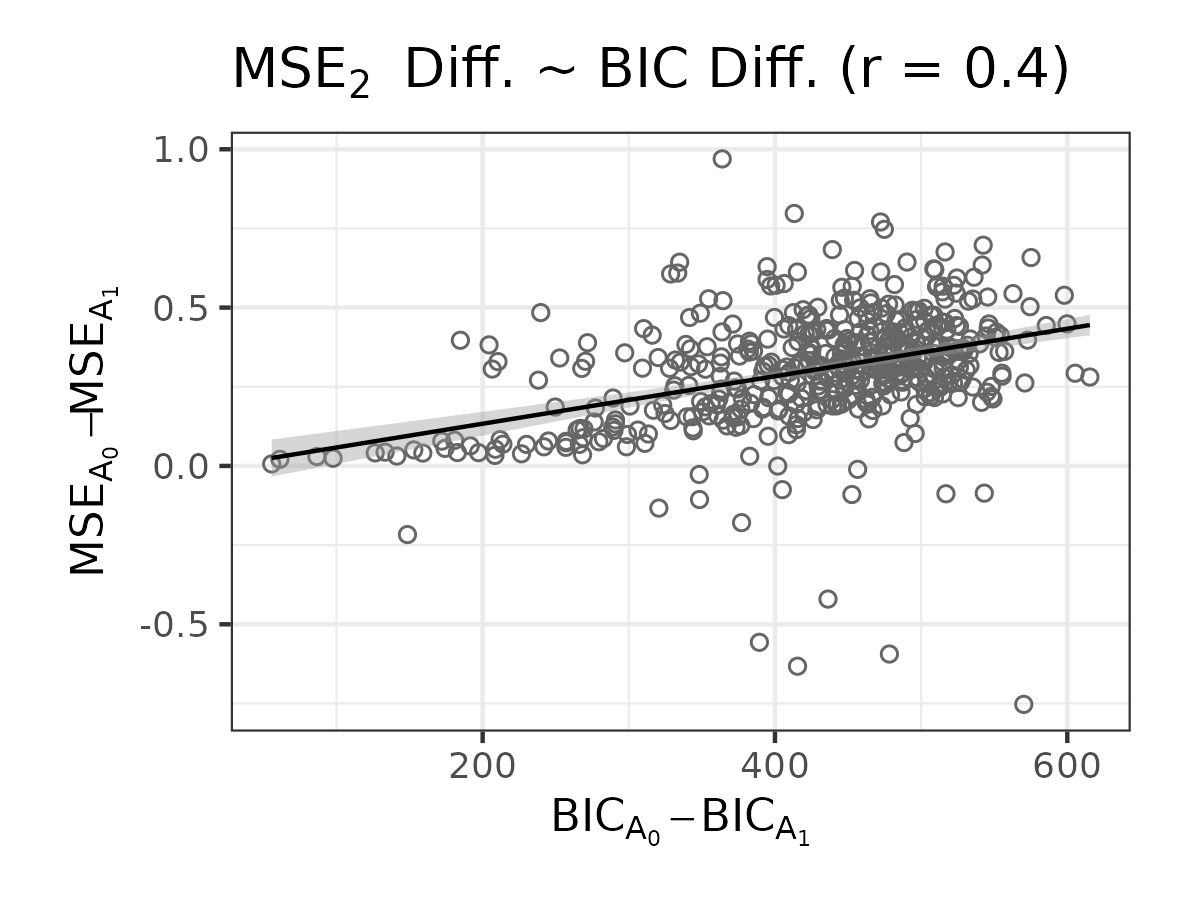 MSE₂ Diff. ~ BIC Diff. (r = 0.4)
1.0
0.5
0.0
-0.5
MSE_A₀ −MSE_A₁
200 400 600
BIC_A₀ −BIC_A₁